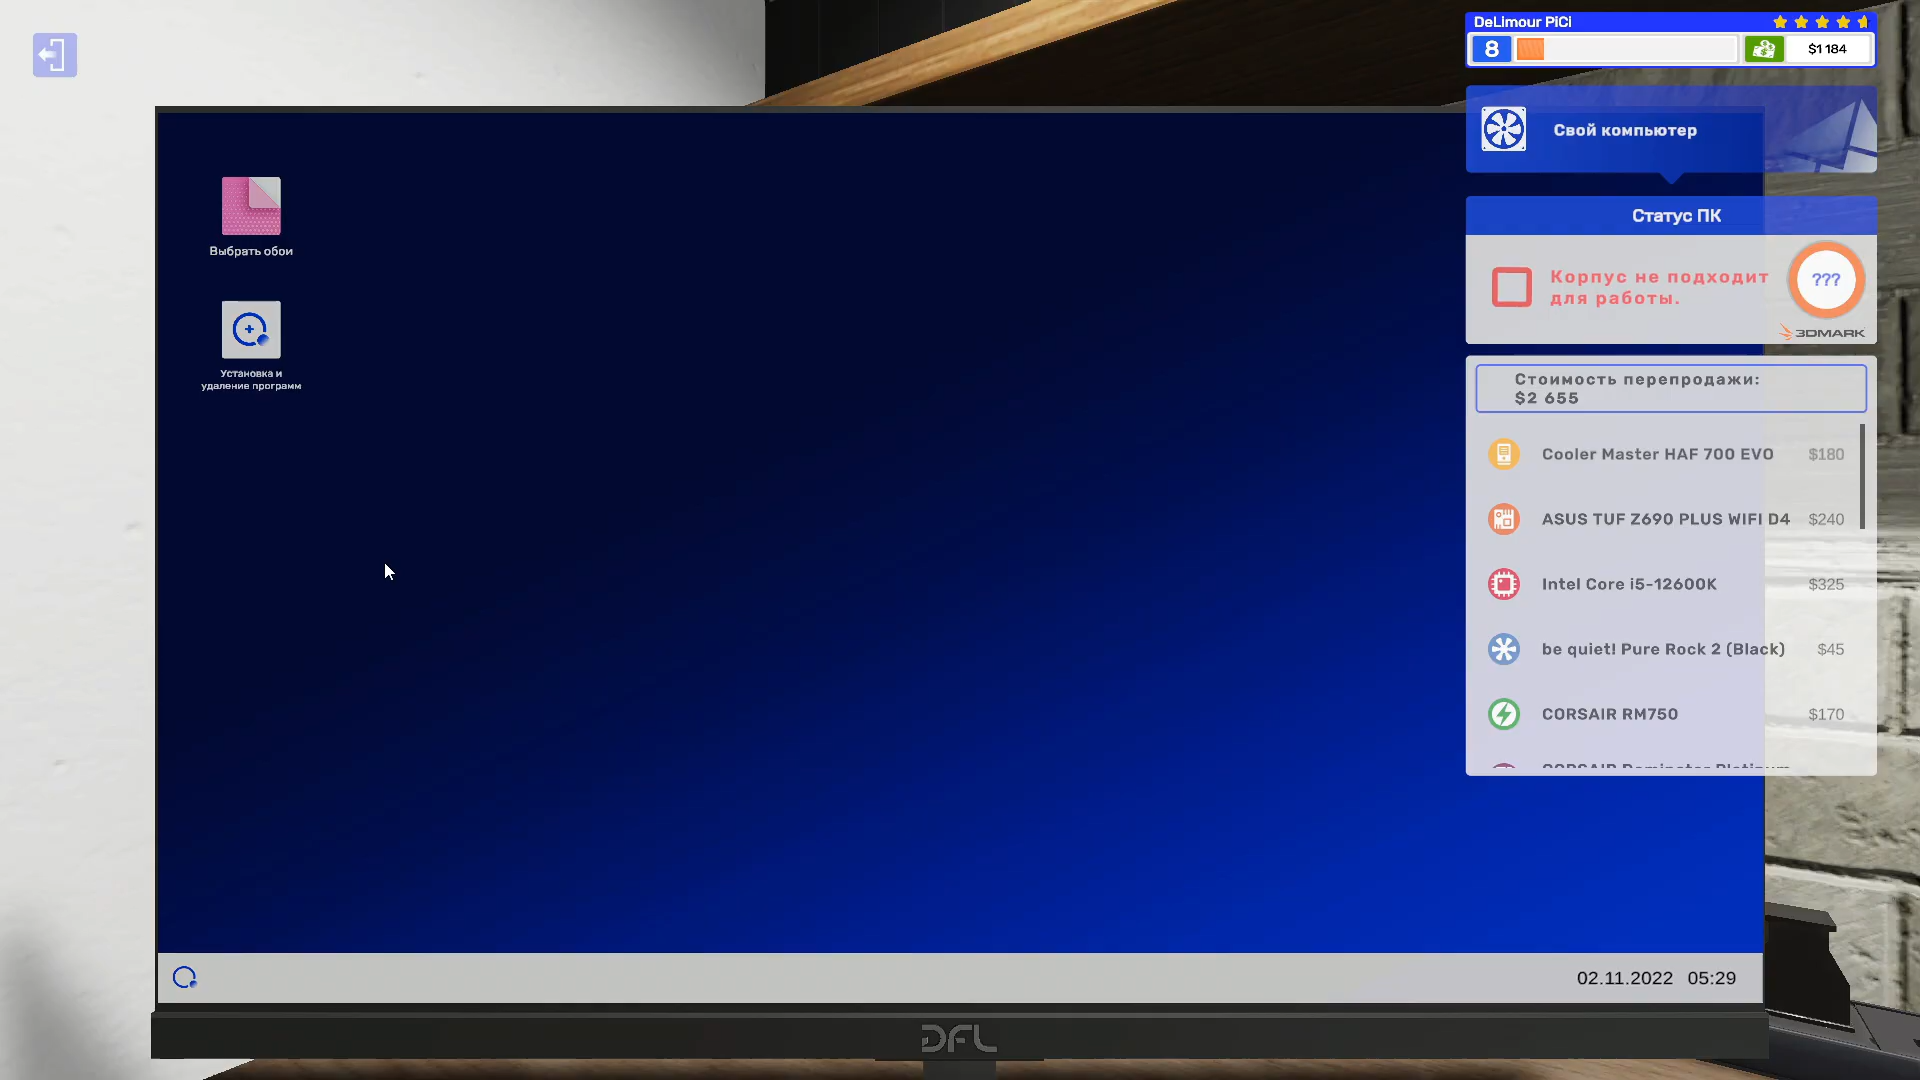 DeLimour PiCi
8
$1 184
Свой компьютер
Статус ПК
Корпус не подходит
для работы.
???
3DMARK
Стоимость перепродажи:
$2 655
Cooler Master HAF 700 EVO $180
ASUS TUF Z690 PLUS WIFI D4 $240
Intel Core i5-12600K $325
be quiet! Pure Rock 2 (Black) $45
CORSAIR RM750 $170
CORSAIR Dominator Platinum
Выбрать обои
Установка и
удаление программ
02.11.2022 05:29
DFL